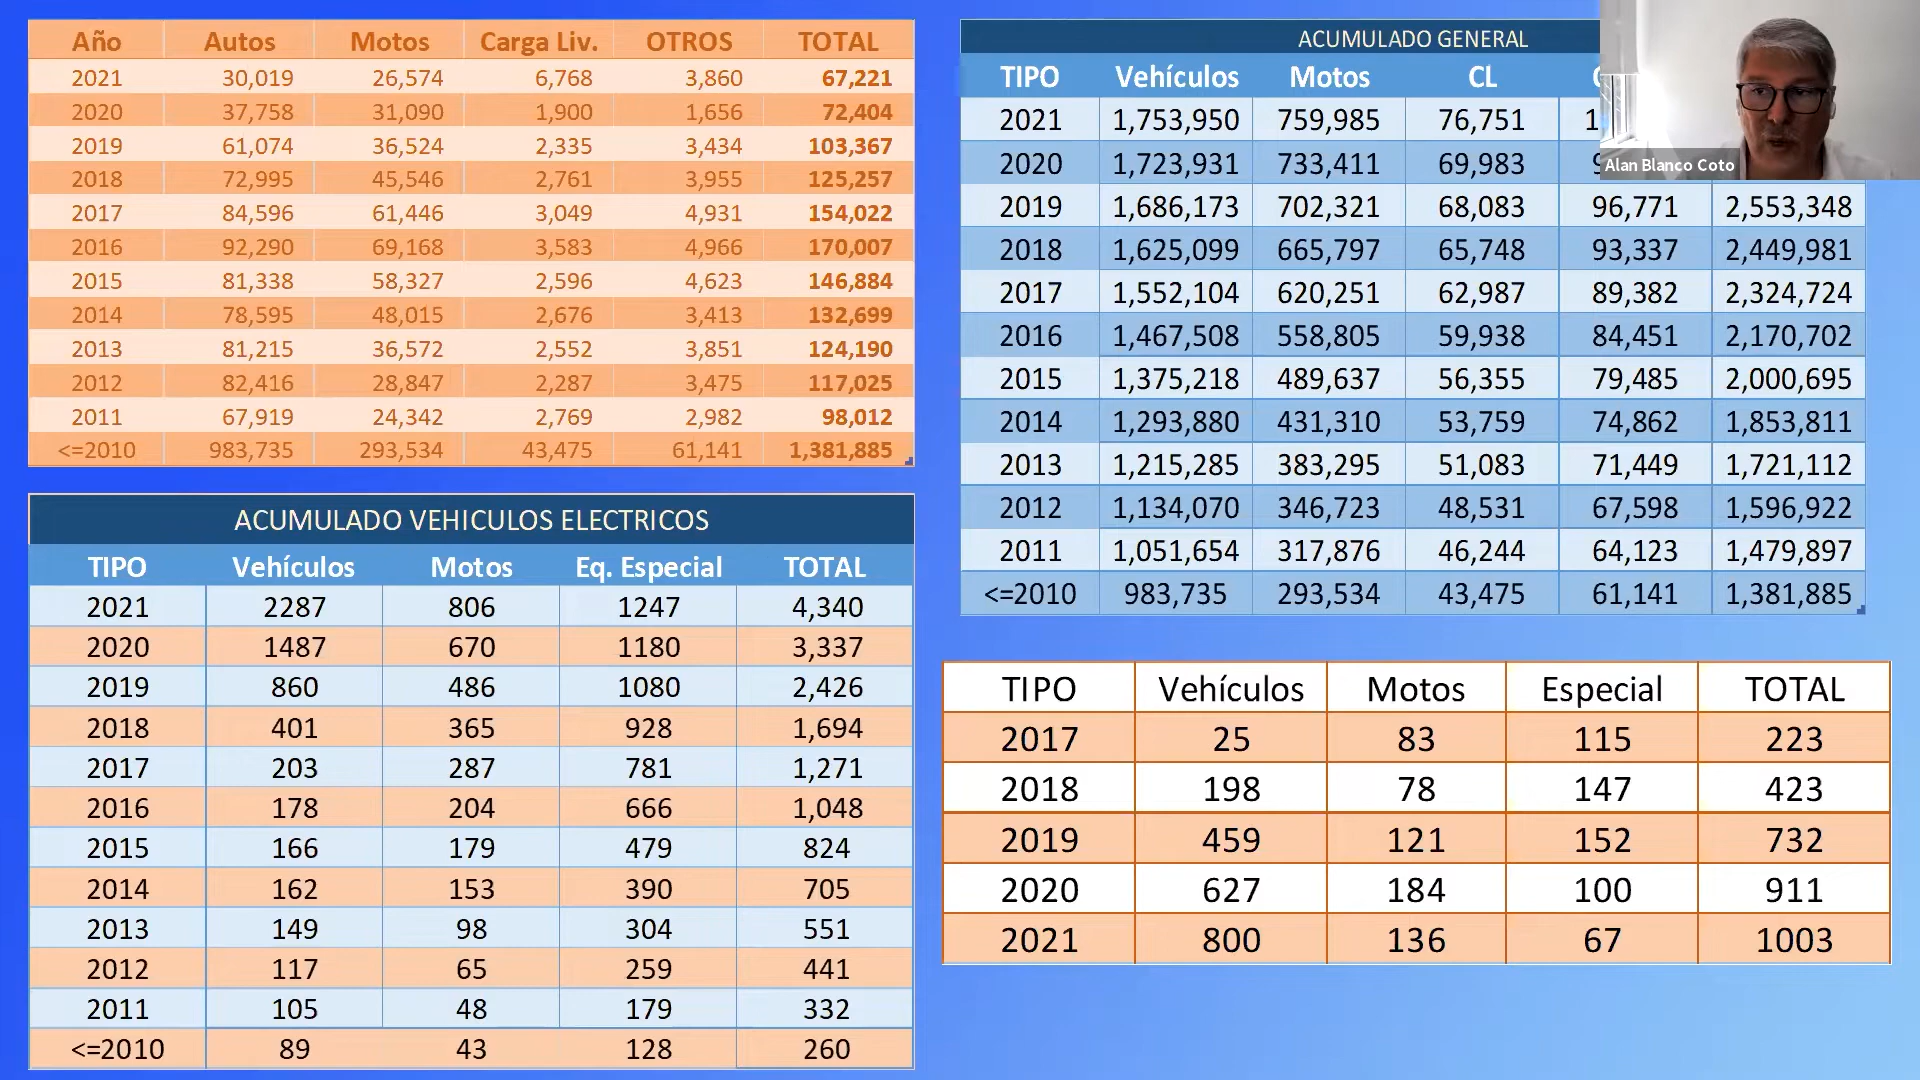 Año Autos Motos Carga Liv. OTROS TOTAL
2021 30,019 26,574 6,768 3,860 67,221
2020 37,758 31,090 1,900 1,656 72,404
2019 61,074 36,524 2,335 3,434 103,367
2018 72,995 45,546 2,761 3,955 125,257
2017 84,596 61,446 3,049 4,931 154,022
2016 92,290 69,168 3,583 4,966 170,007
2015 81,338 58,327 2,596 4,623 146,884
2014 78,595 48,015 2,676 3,413 132,699
2013 81,215 36,572 2,552 3,851 124,190
2012 82,416 28,847 2,287 3,475 117,025
2011 67,919 24,342 2,769 2,982 98,012
<=2010 983,735 293,534 43,475 61,141 1,381,885
ACUMULADO VEHICULOS ELECTRICOS
TIPO Vehículos Motos Eq. Especial TOTAL
2021 2287 806 1247 4,340
2020 1487 670 1180 3,337
2019 860 486 1080 2,426
2018 401 365 928 1,694
2017 203 287 781 1,271
2016 178 204 666 1,048
2015 166 179 479 824
2014 162 153 390 705
2013 149 98 304 551
2012 117 65 259 441
2011 105 48 179 332
<=2010 89 43 128 260
ACUMULADO GENERAL
TIPO Vehículos Motos CL
2021 1,753,950 759,985 76,751
2020 1,723,931 733,411 69,983
2019 1,686,173 702,321 68,083 96,771 2,553,348
2018 1,625,099 665,797 65,748 93,337 2,449,981
2017 1,552,104 620,251 62,987 89,382 2,324,724
2016 1,467,508 558,805 59,938 84,451 2,170,702
2015 1,375,218 489,637 56,355 79,485 2,000,695
2014 1,293,880 431,310 53,759 74,862 1,853,811
2013 1,215,285 383,295 51,083 71,449 1,721,112
2012 1,134,070 346,723 48,531 67,598 1,596,922
2011 1,051,654 317,876 46,244 64,123 1,479,897
<=2010 983,735 293,534 43,475 61,141 1,381,885
Alan Blanco Coto
TIPO Vehículos Motos Especial TOTAL
2017 25 83 115 223
2018 198 78 147 423
2019 459 121 152 732
2020 627 184 100 911
2021 800 136 67 1003